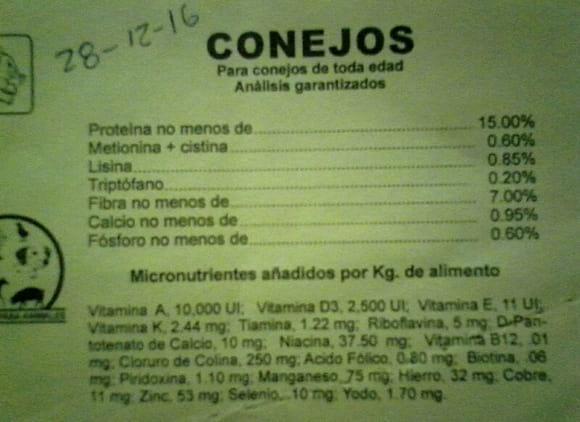 28-12-16
CONEJOS
Para conejos de toda edad
Análisis garantizados
Proteína no menos de 15.00%
Metionina + cistina 0.60%
Lisina 0.85%
Triptófano 0.20%
Fibra no menos de 7.00%
Calcio no menos de 0.95%
Fósforo no menos de 0.60%
Micronutrientes añadidos por Kg. de alimento
Vitamina A, 10,000 UI; Vitamina D3, 2,500 UI; Vitamina E, 11 UI;
Vitamina K, 2.44 mg; Tiamina, 1.22 mg; Riboflavina, 5 mg; D-Pan-
totenato de Calcio, 10 mg; Niacina, 37.50 mg; Vitamina B12, .01
mg; Cloruro de Colina, 250 mg; Acido Fólico, 0.80 mg; Biotina, .06
mg; Piridoxina, 1.10 mg; Manganeso, 75 mg; Hierro, 32 mg; Cobre,
11 mg; Zinc, 53 mg; Selenio, .10 mg; Yodo, 1.70 mg.
PARA ANIMALES